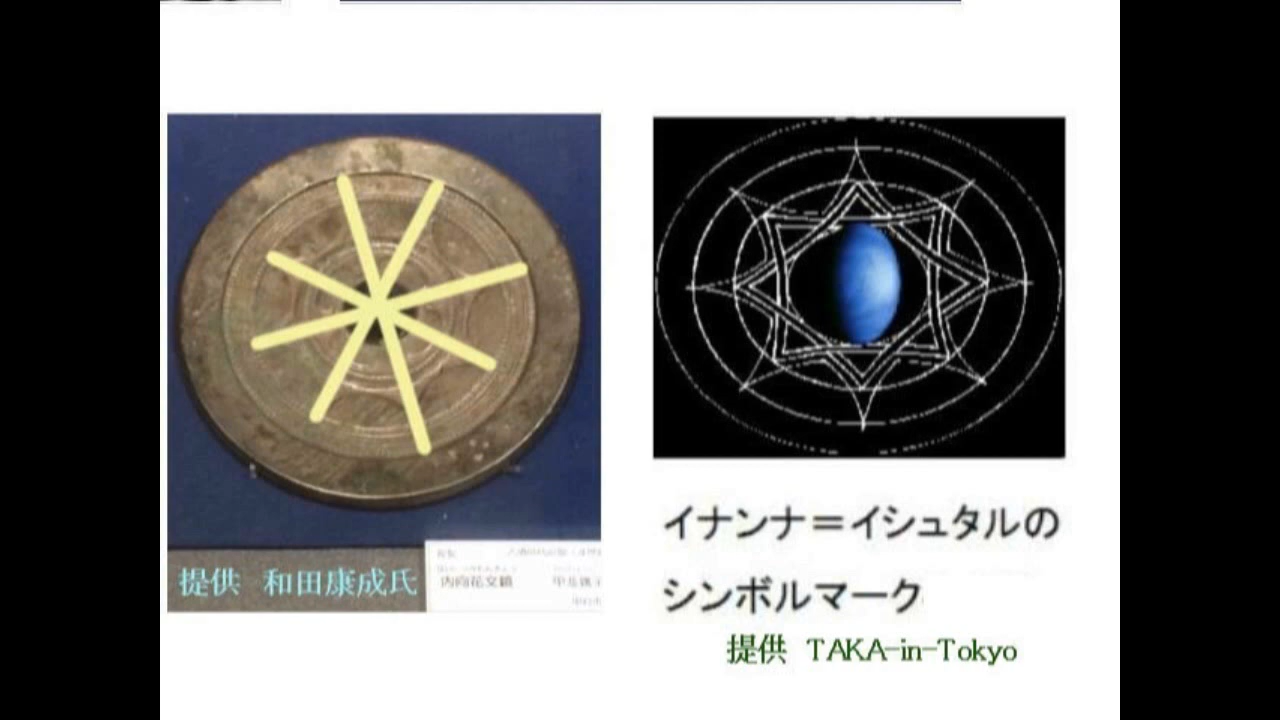 提供 和田康成氏
内向花文鏡
イナンナ=イシュタルの
シンボルマーク
提供 TAKA-in-Tokyo